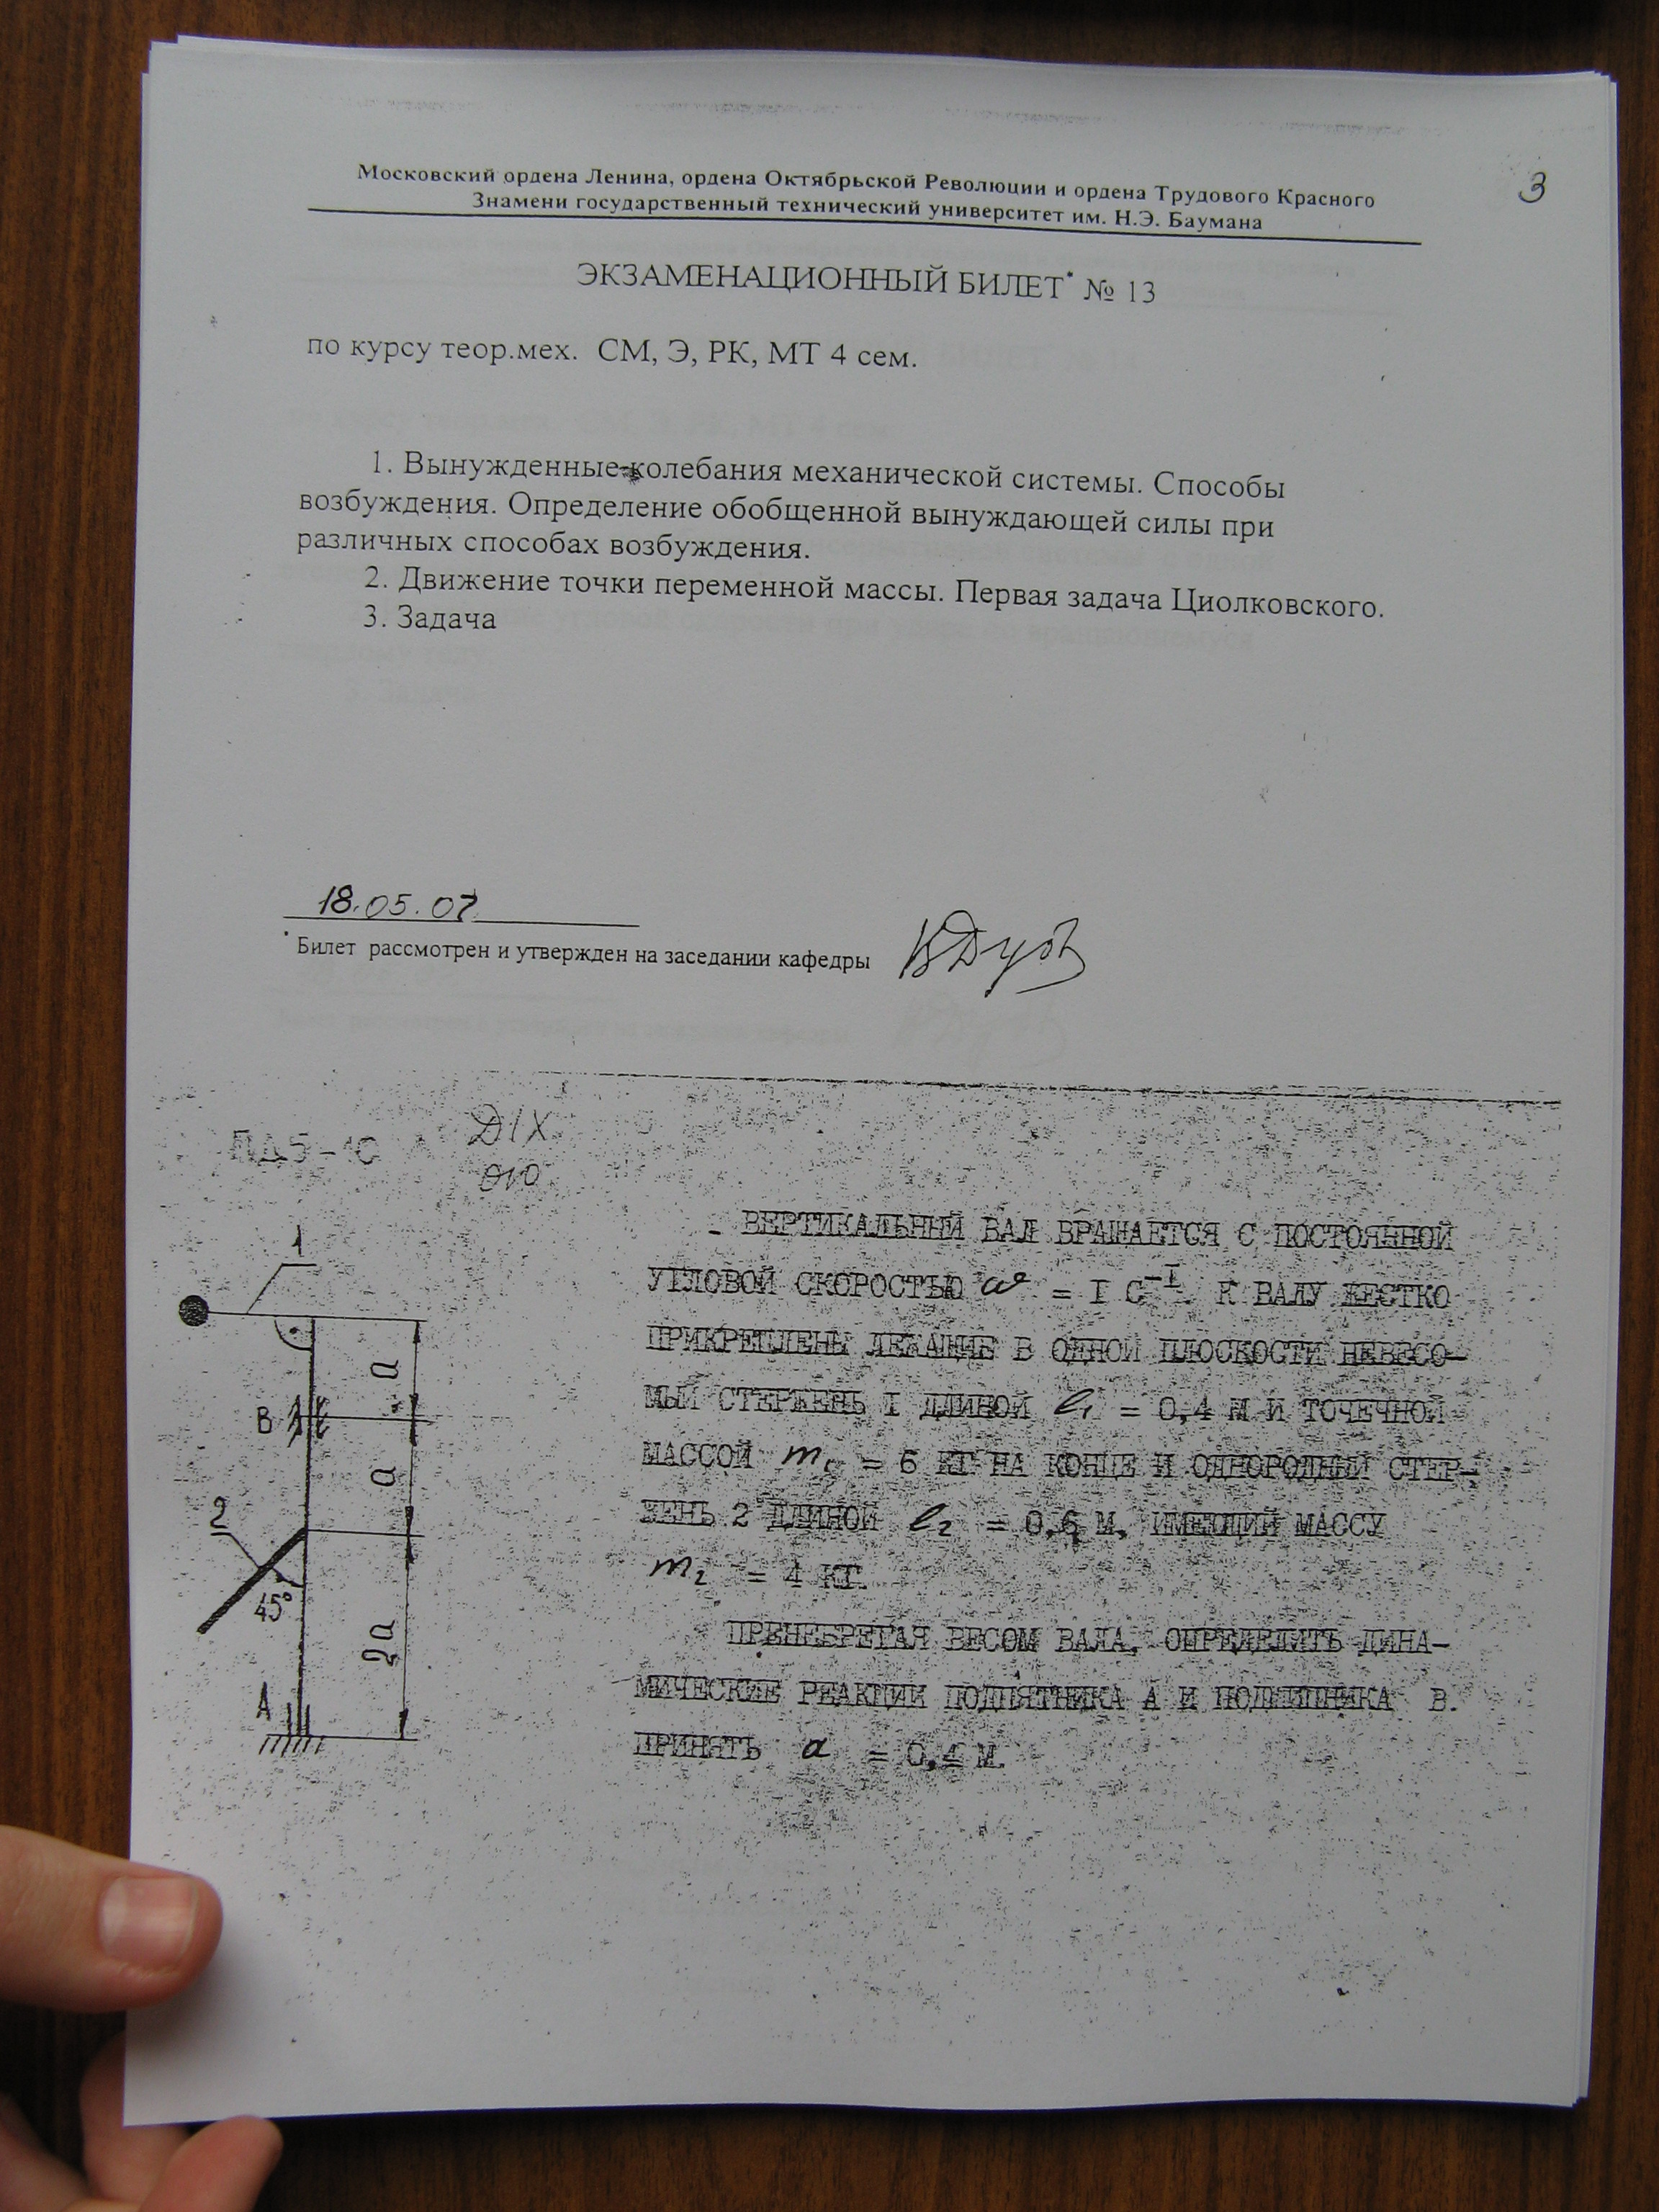 3
Московский ордена Ленина, ордена Октябрьской Революции и ордена Трудового Красного
Знамени государственный технический университет им. Н.Э. Баумана
ЭКЗАМЕНАЦИОННЫЙ БИЛЕТ* № 13
по курсу теор.мех. СМ, Э, РК, МТ 4 сем.
1. Вынужденные колебания механической системы. Способы
возбуждения. Определение обобщенной вынуждающей силы при
различных способах возбуждения.
2. Движение точки переменной массы. Первая задача Циолковского.
3. Задача
18.05.07
* Билет рассмотрен и утвержден на заседании кафедры
ДІХ
1
a
B
a
2
45°
2a
A
ВЕРТИКАЛЬНЫЙ ВАЛ ВРАЩАЕТСЯ С ПОСТОЯННОЙ
УГЛОВОЙ СКОРОСТЬЮ ω = I С⁻ᴵ. К ВАЛУ ЖЕСТКО
ПРИКРЕПЛЕНЫ ЛЕЖАЩИЕ В ОДНОЙ ПЛОСКОСТИ НЕВЕСО-
МЫЙ СТЕРЖЕНЬ I ДЛИНОЙ ℓ₁ = 0,4 М И ТОЧЕЧНОЙ
МАССОЙ m₁ = 6 КГ НА КОНЦЕ И ОДНОРОДНЫЙ СТЕР-
ЖЕНЬ 2 ДЛИНОЙ ℓ₂ = 0,6 М, ИМЕЮЩИЙ МАССУ
m₂ = 4 КГ.
ПРЕНЕБРЕГАЯ ВЕСОМ ВАЛА, ОПРЕДЕЛИТЬ ДИНА-
МИЧЕСКИЕ РЕАКЦИИ ПОДПЯТНИКА А И ПОДШИПНИКА В.
ПРИНЯТЬ a = 0,4 М.